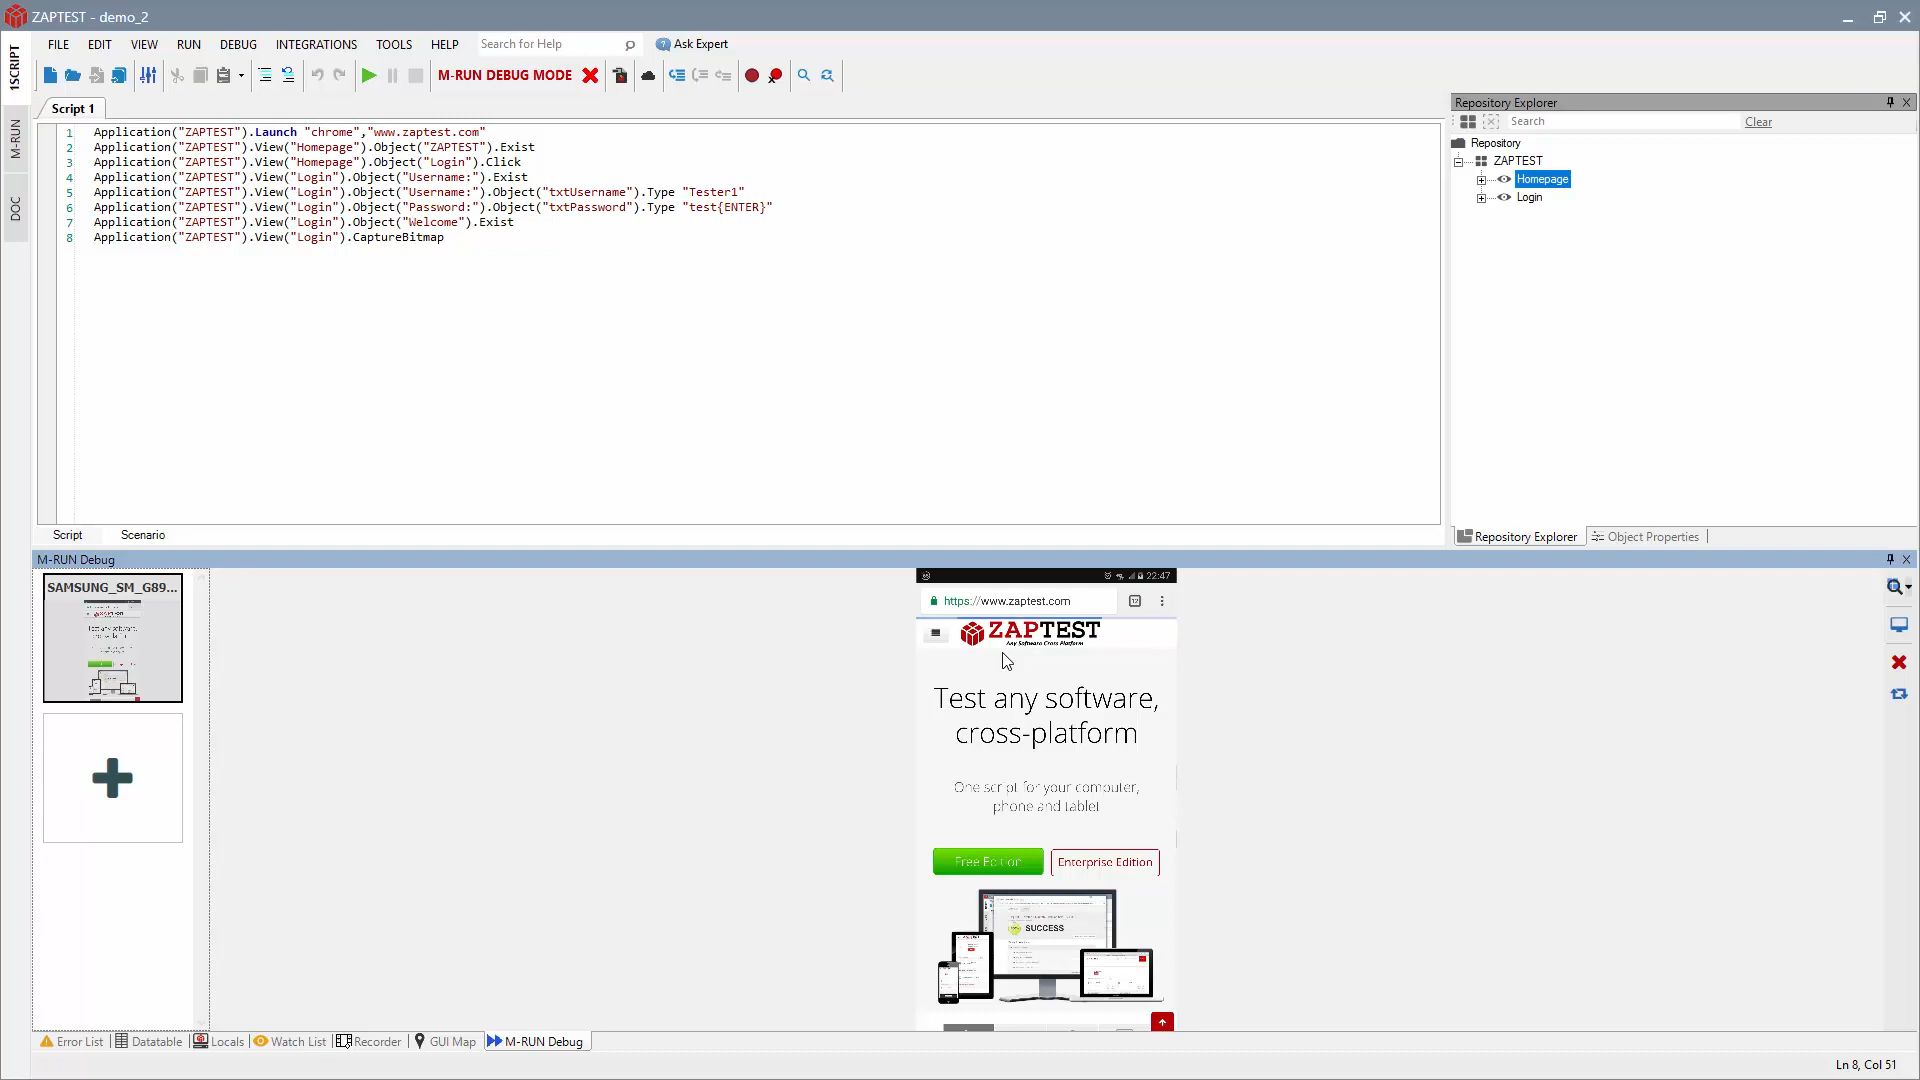 ZAPTEST - demo_2
FILE EDIT VIEW RUN DEBUG INTEGRATIONS TOOLS HELP Search for Help Ask Expert
M-RUN DEBUG MODE
1SCRIPT
M-RUN
DOC
Script 1
1 Application("ZAPTEST").Launch "chrome","www.zaptest.com"
2 Application("ZAPTEST").View("Homepage").Object("ZAPTEST").Exist
3 Application("ZAPTEST").View("Homepage").Object("Login").Click
4 Application("ZAPTEST").View("Login").Object("Username:").Exist
5 Application("ZAPTEST").View("Login").Object("Username:").Object("txtUsername").Type "Tester1"
6 Application("ZAPTEST").View("Login").Object("Password:").Object("txtPassword").Type "test{ENTER}"
7 Application("ZAPTEST").View("Login").Object("Welcome").Exist
8 Application("ZAPTEST").View("Login").CaptureBitmap
Script Scenario
Repository Explorer
Search Clear
Repository
ZAPTEST
Homepage
Login
Repository Explorer Object Properties
M-RUN Debug
SAMSUNG_SM_G89...
22:47
https://www.zaptest.com 12
ZAPTEST
Any Software Cross Platform
Test any software,
cross-platform
One script for your computer,
phone and tablet
Free Edition Enterprise Edition
SUCCESS
Error List Datatable Locals Watch List Recorder GUI Map M-RUN Debug
Ln 8, Col 51